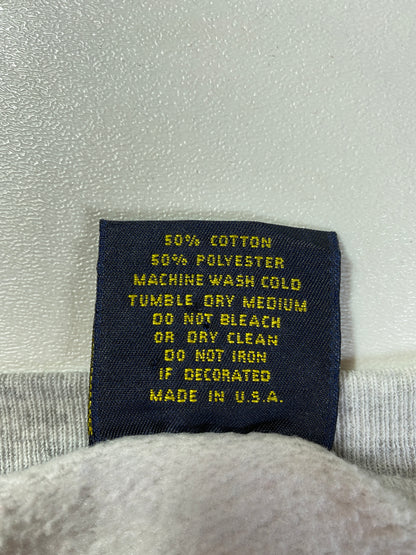 50% COTTON
50% POLYESTER
MACHINE WASH COLD
TUMBLE DRY MEDIUM
DO NOT BLEACH
OR DRY CLEAN
DO NOT IRON
IF DECORATED
MADE IN U.S.A.